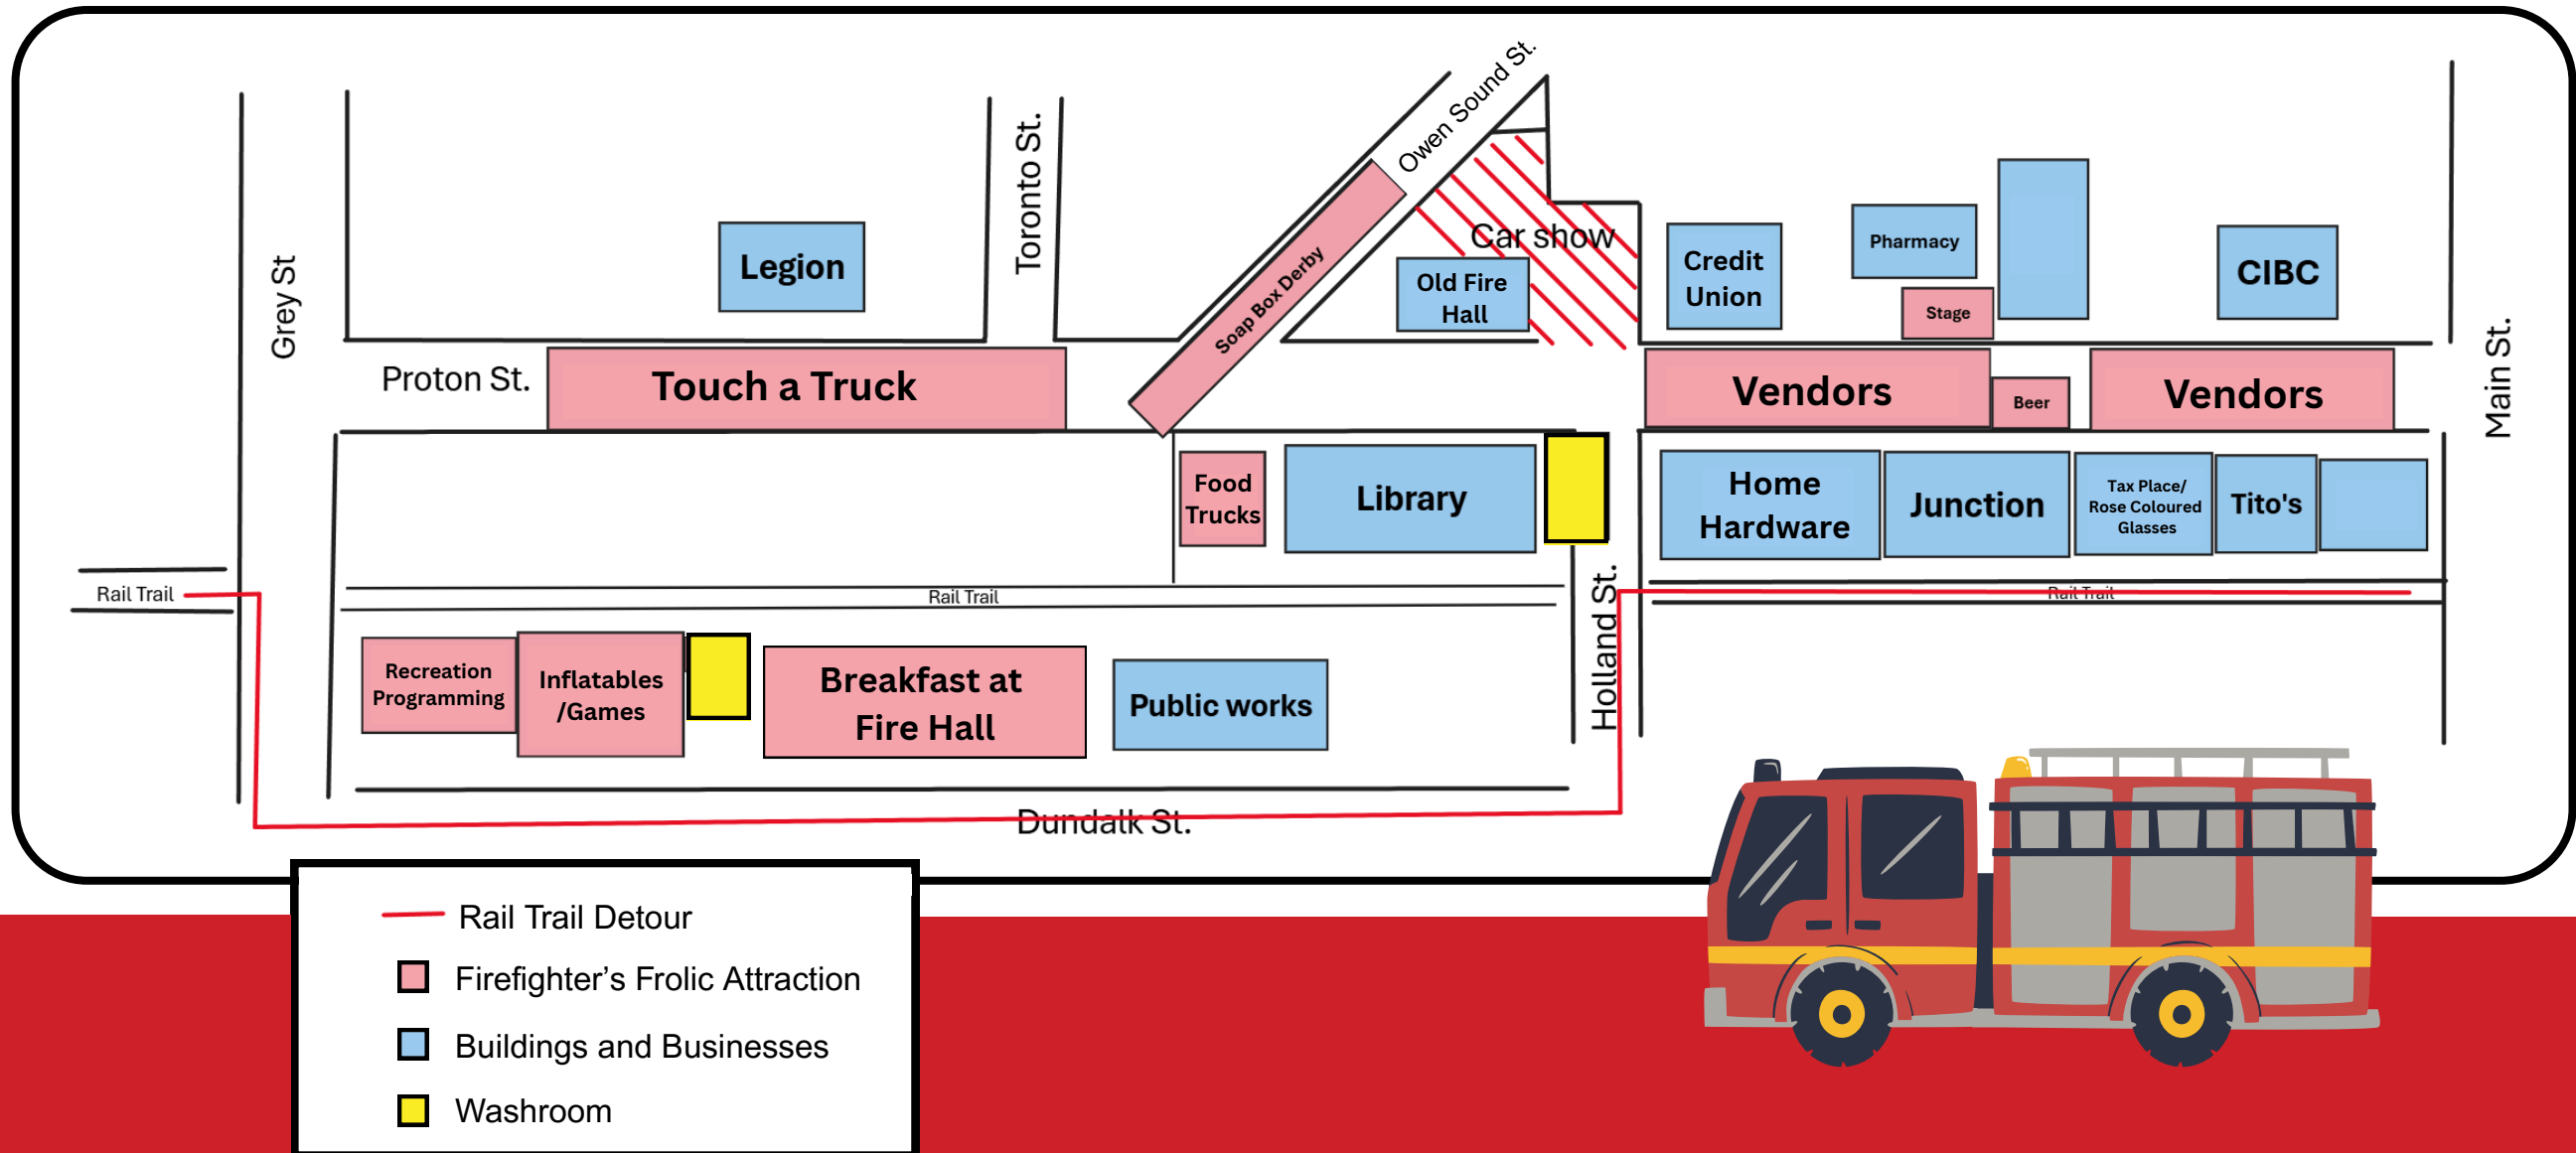 Owen Sound St.
Toronto St.
Grey St
Legion
Soap Box Derby
Car show
Old Fire
Hall
Credit
Union
Pharmacy
Stage
CIBC
Main St.
Proton St.
Touch a Truck
Vendors
Beer
Vendors
Food
Trucks
Library
Home
Hardware
Junction
Tax Place/
Rose Coloured
Glasses
Tito's
Rail Trail
Rail Trail
Rail Trail
Holland St.
Recreation
Programming
Inflatables
/Games
Breakfast at
Fire Hall
Public works
Dundalk St.
Rail Trail Detour
Firefighter’s Frolic Attraction
Buildings and Businesses
Washroom